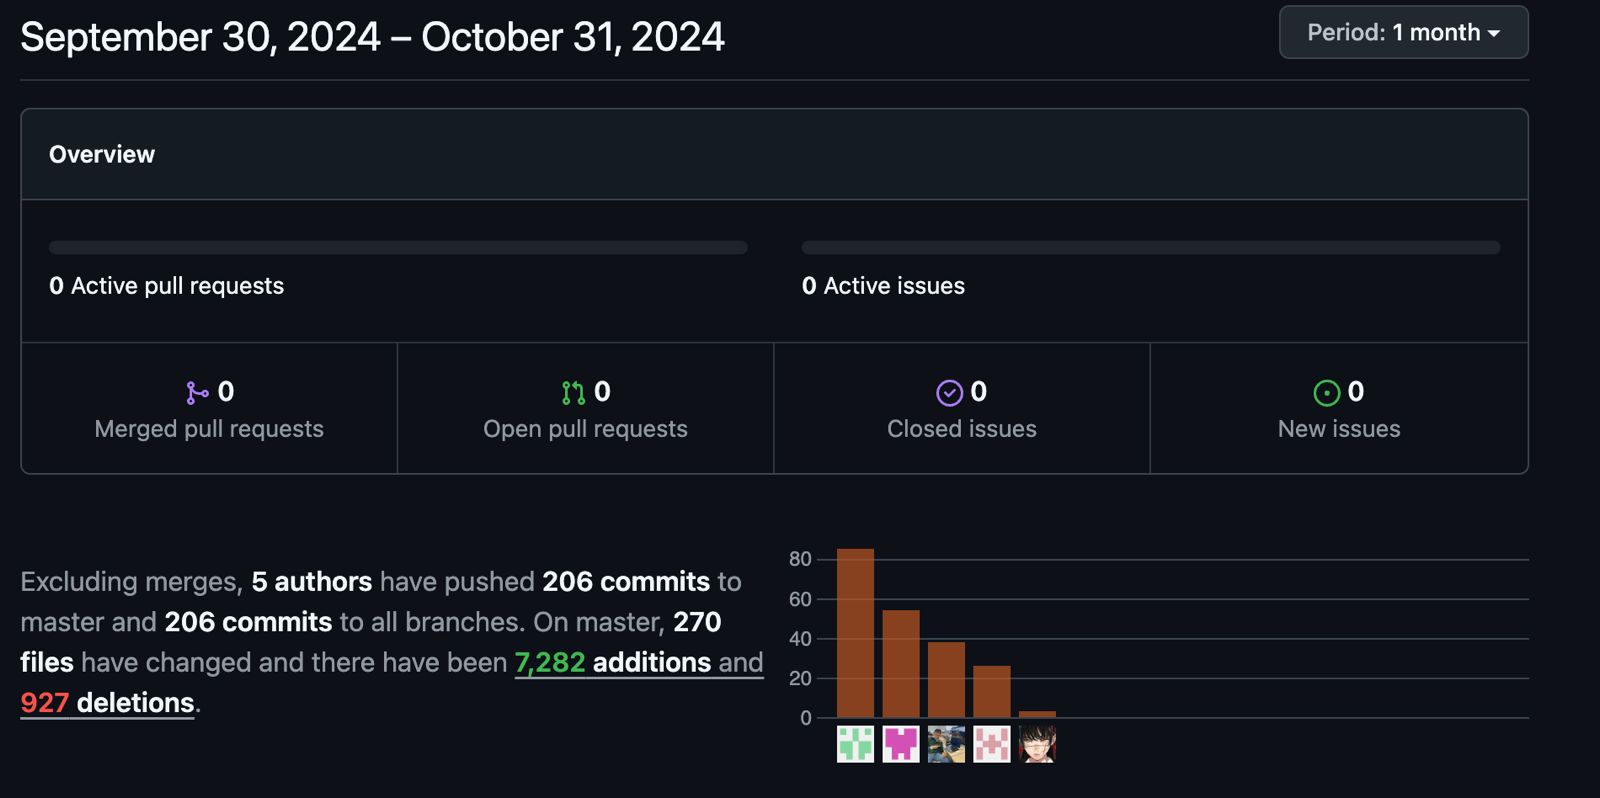 September 30, 2024 – October 31, 2024
Period: 1 month
Overview
0 Active pull requests
0 Active issues
0
Merged pull requests
0
Open pull requests
0
Closed issues
0
New issues
Excluding merges, 5 authors have pushed 206 commits to
master and 206 commits to all branches. On master, 270
files have changed and there have been 7,282 additions and
927 deletions.
80
60
40
20
0